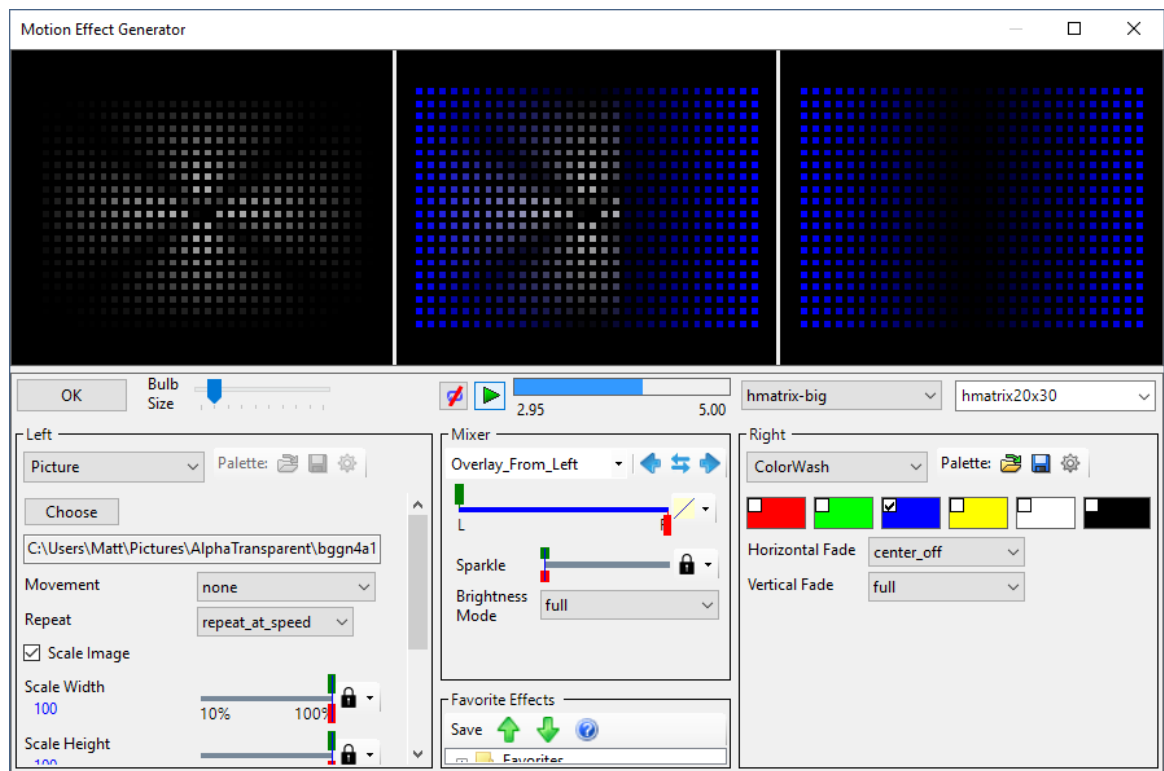 Motion Effect Generator
OK
Bulb
Size
2.95
5.00
hmatrix-big
hmatrix20x30
Left
Picture
Palette:
Choose
C:\Users\Matt\Pictures\AlphaTransparent\bggn4a1
Movement
none
Repeat
repeat_at_speed
Scale Image
Scale Width
100
10%
100%
Scale Height
100
Mixer
Overlay_From_Left
L
Sparkle
Brightness
Mode
full
Favorite Effects
Save
Favorites
Right
ColorWash
Palette:
Horizontal Fade
center_off
Vertical Fade
full